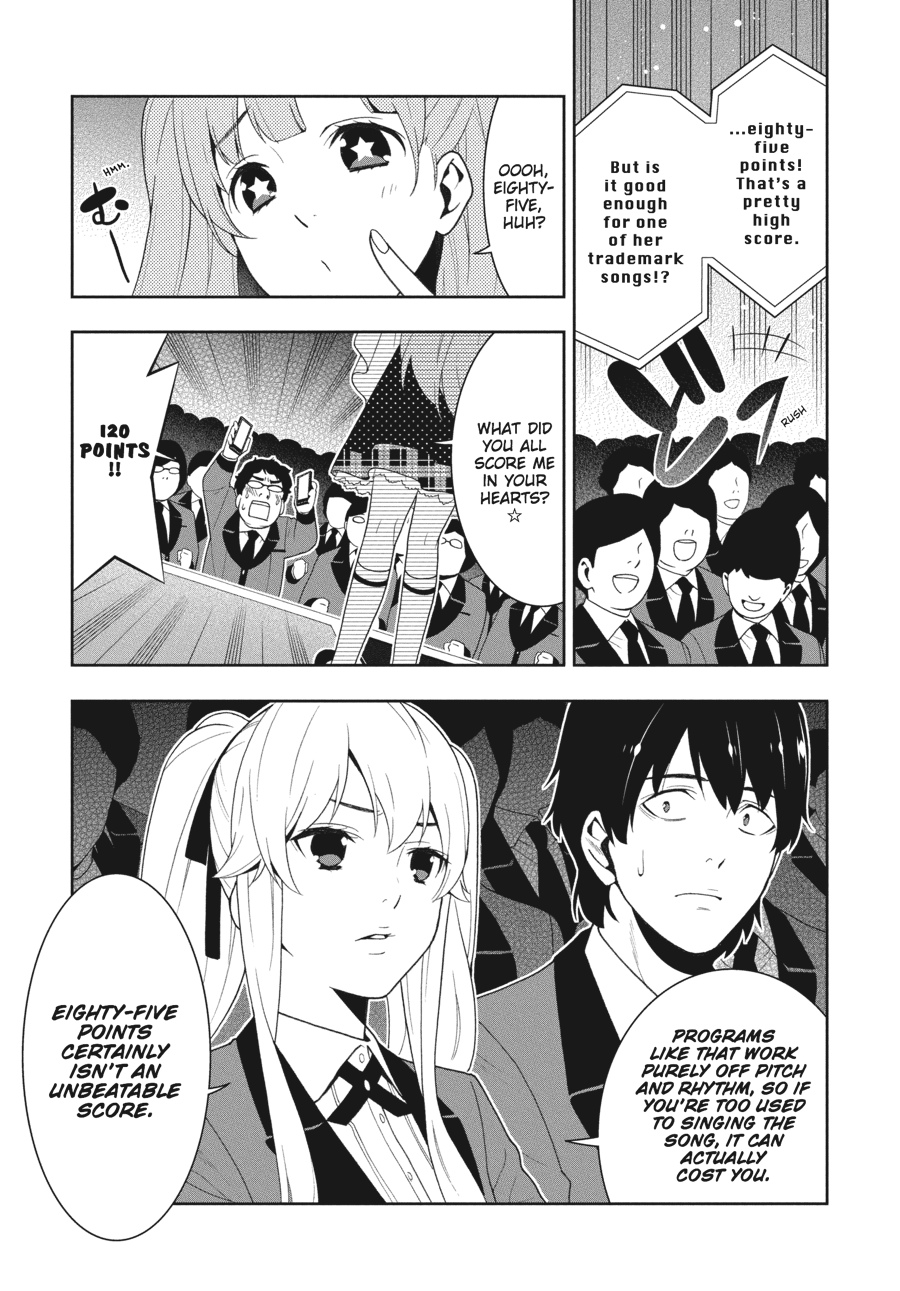 ...eighty-
five
points!
That's a
pretty
high
score.
But is
it good
enough
for one
of her
trademark
songs!?
ド
ッ
RUSH
OOOH,
EIGHTY-
FIVE,
HUH?
HMM.
むー
WHAT DID
YOU ALL
SCORE ME
IN YOUR
HEARTS?
☆
120
POINTS
!!
PROGRAMS
LIKE THAT WORK
PURELY OFF PITCH
AND RHYTHM, SO IF
YOU'RE TOO USED
TO SINGING THE
SONG, IT CAN
ACTUALLY
COST YOU.
EIGHTY-FIVE
POINTS
CERTAINLY
ISN'T AN
UNBEATABLE
SCORE.